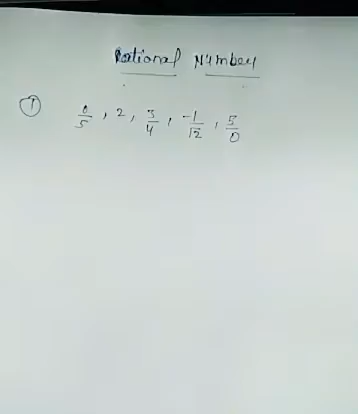 Rational Number
① 0/5 , 2 , 3/4 , -1/12 , 5/0